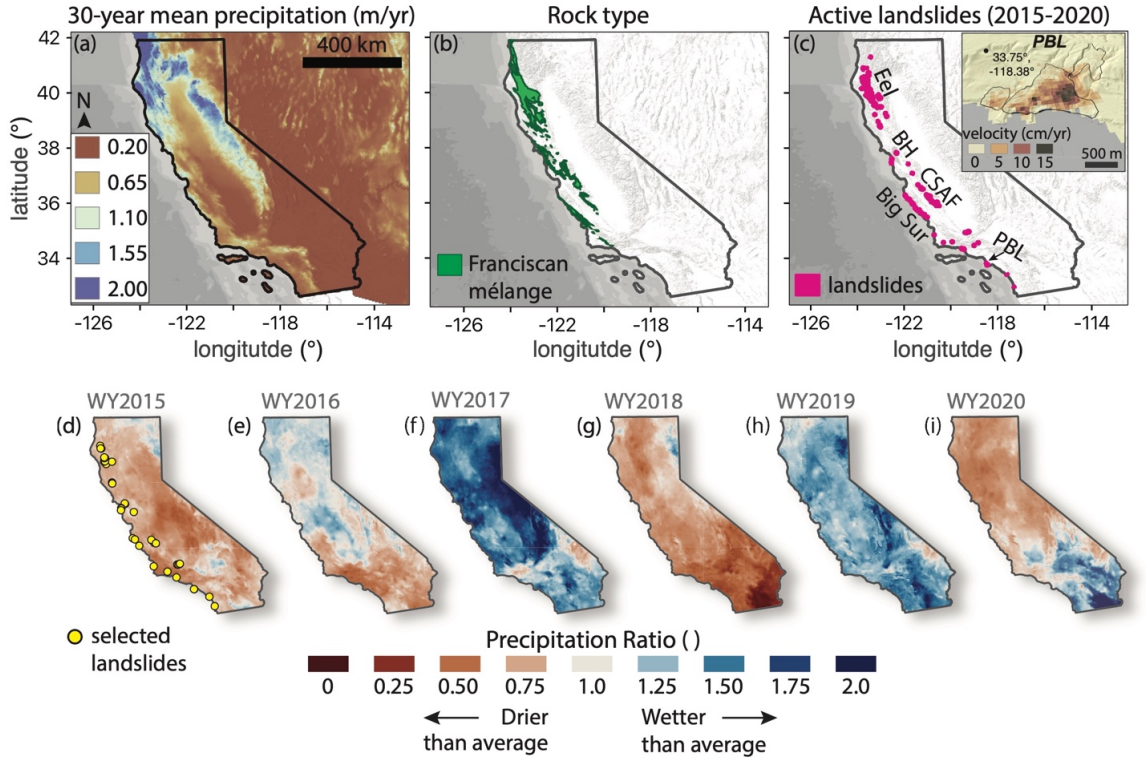 30-year mean precipitation (m/yr)
Rock type
Active landslides (2015-2020)
42
40
38
36
34
latitude (°)
(a)
400 km
N
0.20
0.65
1.10
1.55
2.00
-126
-122
-118
-114
longitutde (°)
(b)
Franciscan
mélange
-126
-122
-118
-114
longitutde (°)
(c)
Eel
BH
CSAF
Big Sur
PBL
landslides
PBL
33.75°,
-118.38°
velocity (cm/yr)
0
5
10
15
500 m
-126
-122
-118
-114
longitutde (°)
WY2015
WY2016
WY2017
WY2018
WY2019
WY2020
(d)
(e)
(f)
(g)
(h)
(i)
selected
landslides
Precipitation Ratio ( )
0
0.25
0.50
0.75
1.0
1.25
1.50
1.75
2.0
Drier
than average
Wetter
than average